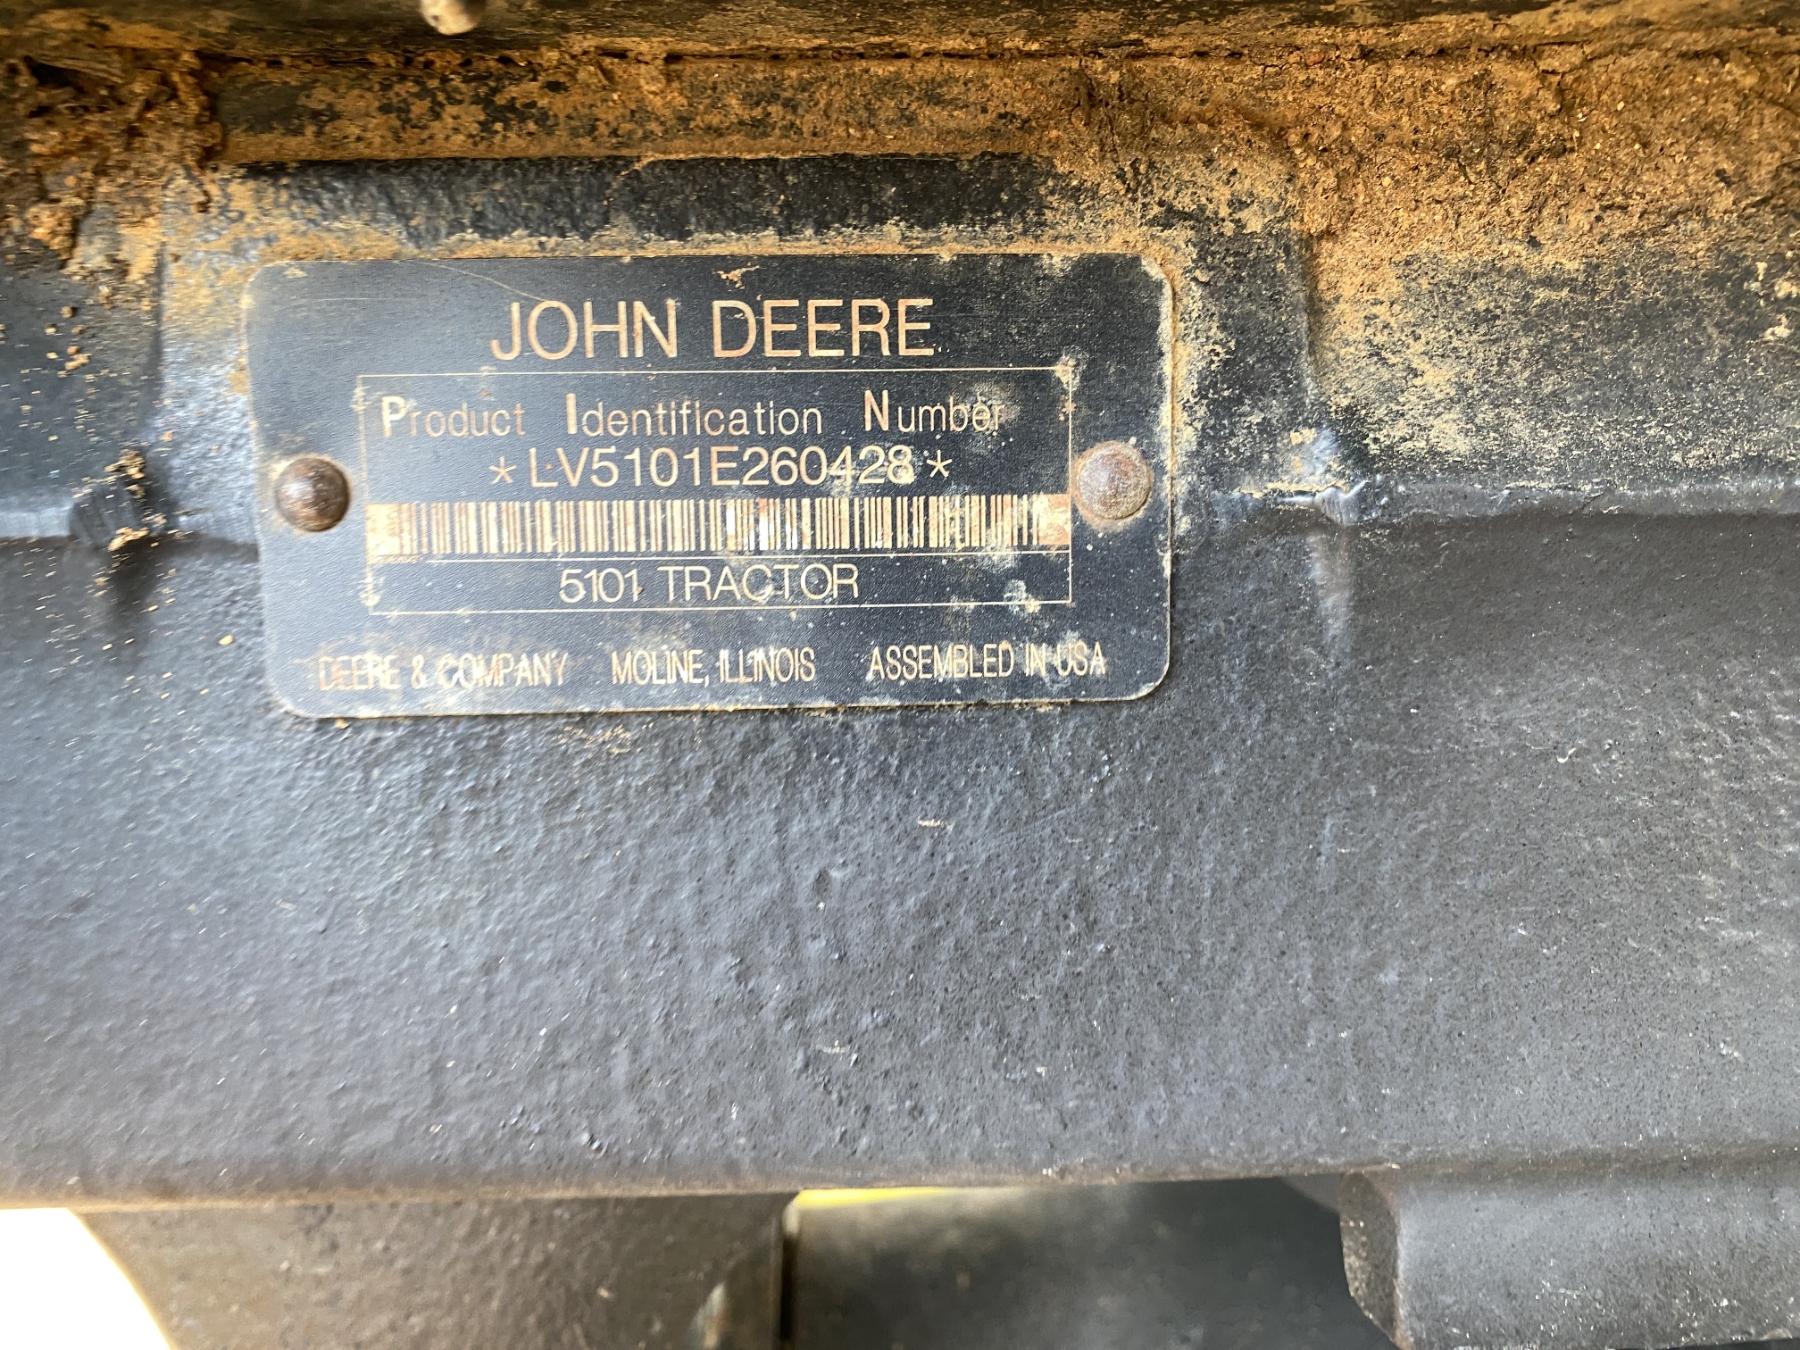 JOHN DEERE
Product Identification Number
*LV5101E260428*
5101 TRACTOR
DEERE & COMPANY MOLINE, ILLINOIS ASSEMBLED IN USA